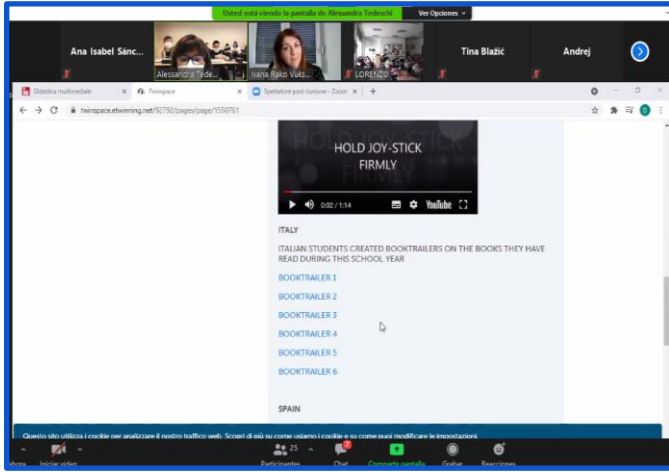 Usted está viendo la pantalla de Alessandra Tedeschi
Ver Opciones
Ana Isabel Sánc...
Alessandra Tede...
Ivana Rako Vuks...
LORENZO
Tina Blažić
Andrej
Didattica multimediale
Twinspace
Spettatore post-riunione - Zoom
twinspace.etwinning.net/92792/pages/page/1550761
HOLD JOY-STICK
FIRMLY
0:02 / 1:14
YouTube
ITALY
ITALIAN STUDENTS CREATED BOOKTRAILERS ON THE BOOKS THEY HAVE
READ DURING THIS SCHOOL YEAR
BOOKTRAILER 1
BOOKTRAILER 2
BOOKTRAILER 3
BOOKTRAILER 4
BOOKTRAILER 5
BOOKTRAILER 6
SPAIN
Questo sito utilizza i cookie per analizzare il nostro traffico web. Scopri di più su come usiamo i cookie e su come puoi modificare le impostazioni.
25
7
Iniciar video
Participantes
Chat
Compartir pantalla
Grabar
Reacciones